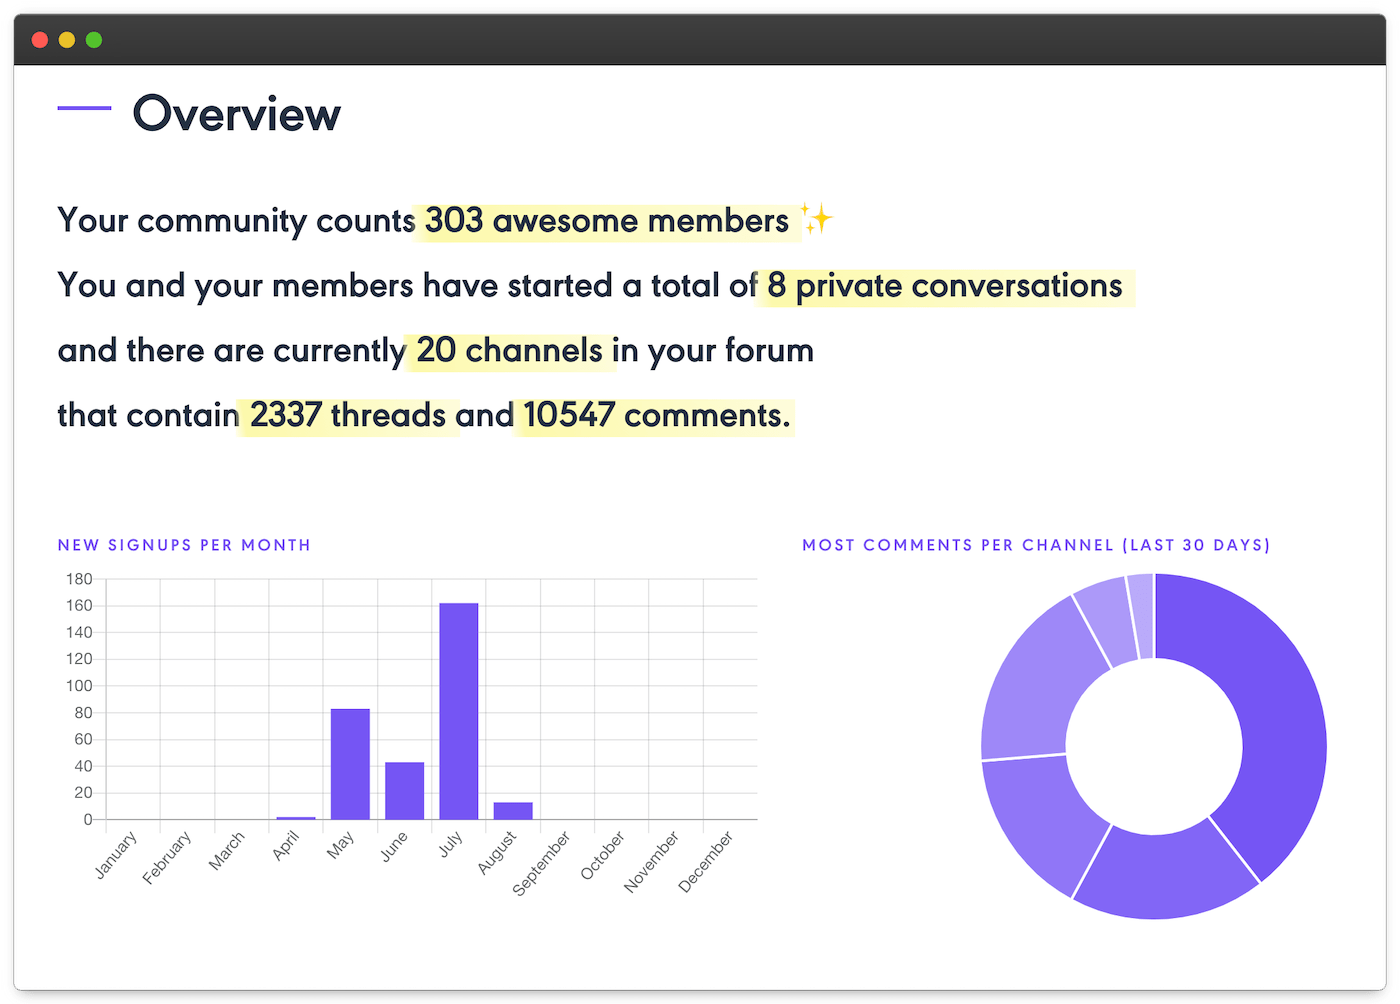 Overview
Your community counts 303 awesome members ✨
You and your members have started a total of 8 private conversations
and there are currently 20 channels in your forum
that contain 2337 threads and 10547 comments.
NEW SIGNUPS PER MONTH
180
160
140
120
100
80
60
40
20
0
January
February
March
April
May
June
July
August
September
October
November
December
MOST COMMENTS PER CHANNEL (LAST 30 DAYS)